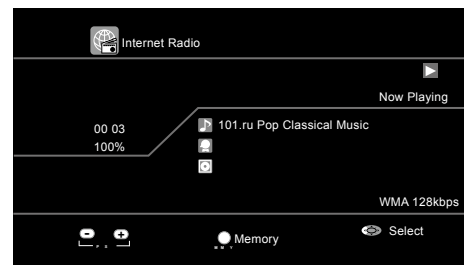 Internet Radio
Now Playing
00 03
101.ru Pop Classical Music
100%
WMA 128kbps
Memory
Select